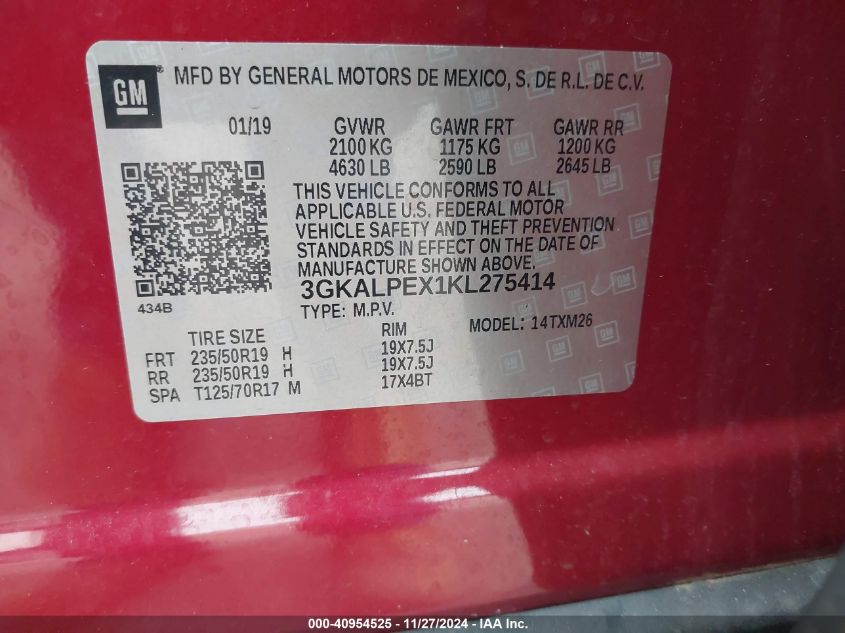 GM ® MFD BY GENERAL MOTORS DE MEXICO, S. DE R.L. DE C.V.
01/19 GVWR GAWR FRT GAWR RR
2100 KG 1175 KG 1200 KG
4630 LB 2590 LB 2645 LB
THIS VEHICLE CONFORMS TO ALL
APPLICABLE U.S. FEDERAL MOTOR
VEHICLE SAFETY AND THEFT PREVENTION
STANDARDS IN EFFECT ON THE DATE OF
MANUFACTURE SHOWN ABOVE.
434B
3GKALPEX1KL275414
TYPE: M.P.V. MODEL: 14TXM26
TIRE SIZE RIM
FRT 235/50R19 H 19X7.5J
RR 235/50R19 H 19X7.5J
SPA T125/70R17 M 17X4BT
000-40954525 - 11/27/2024 - IAA Inc.